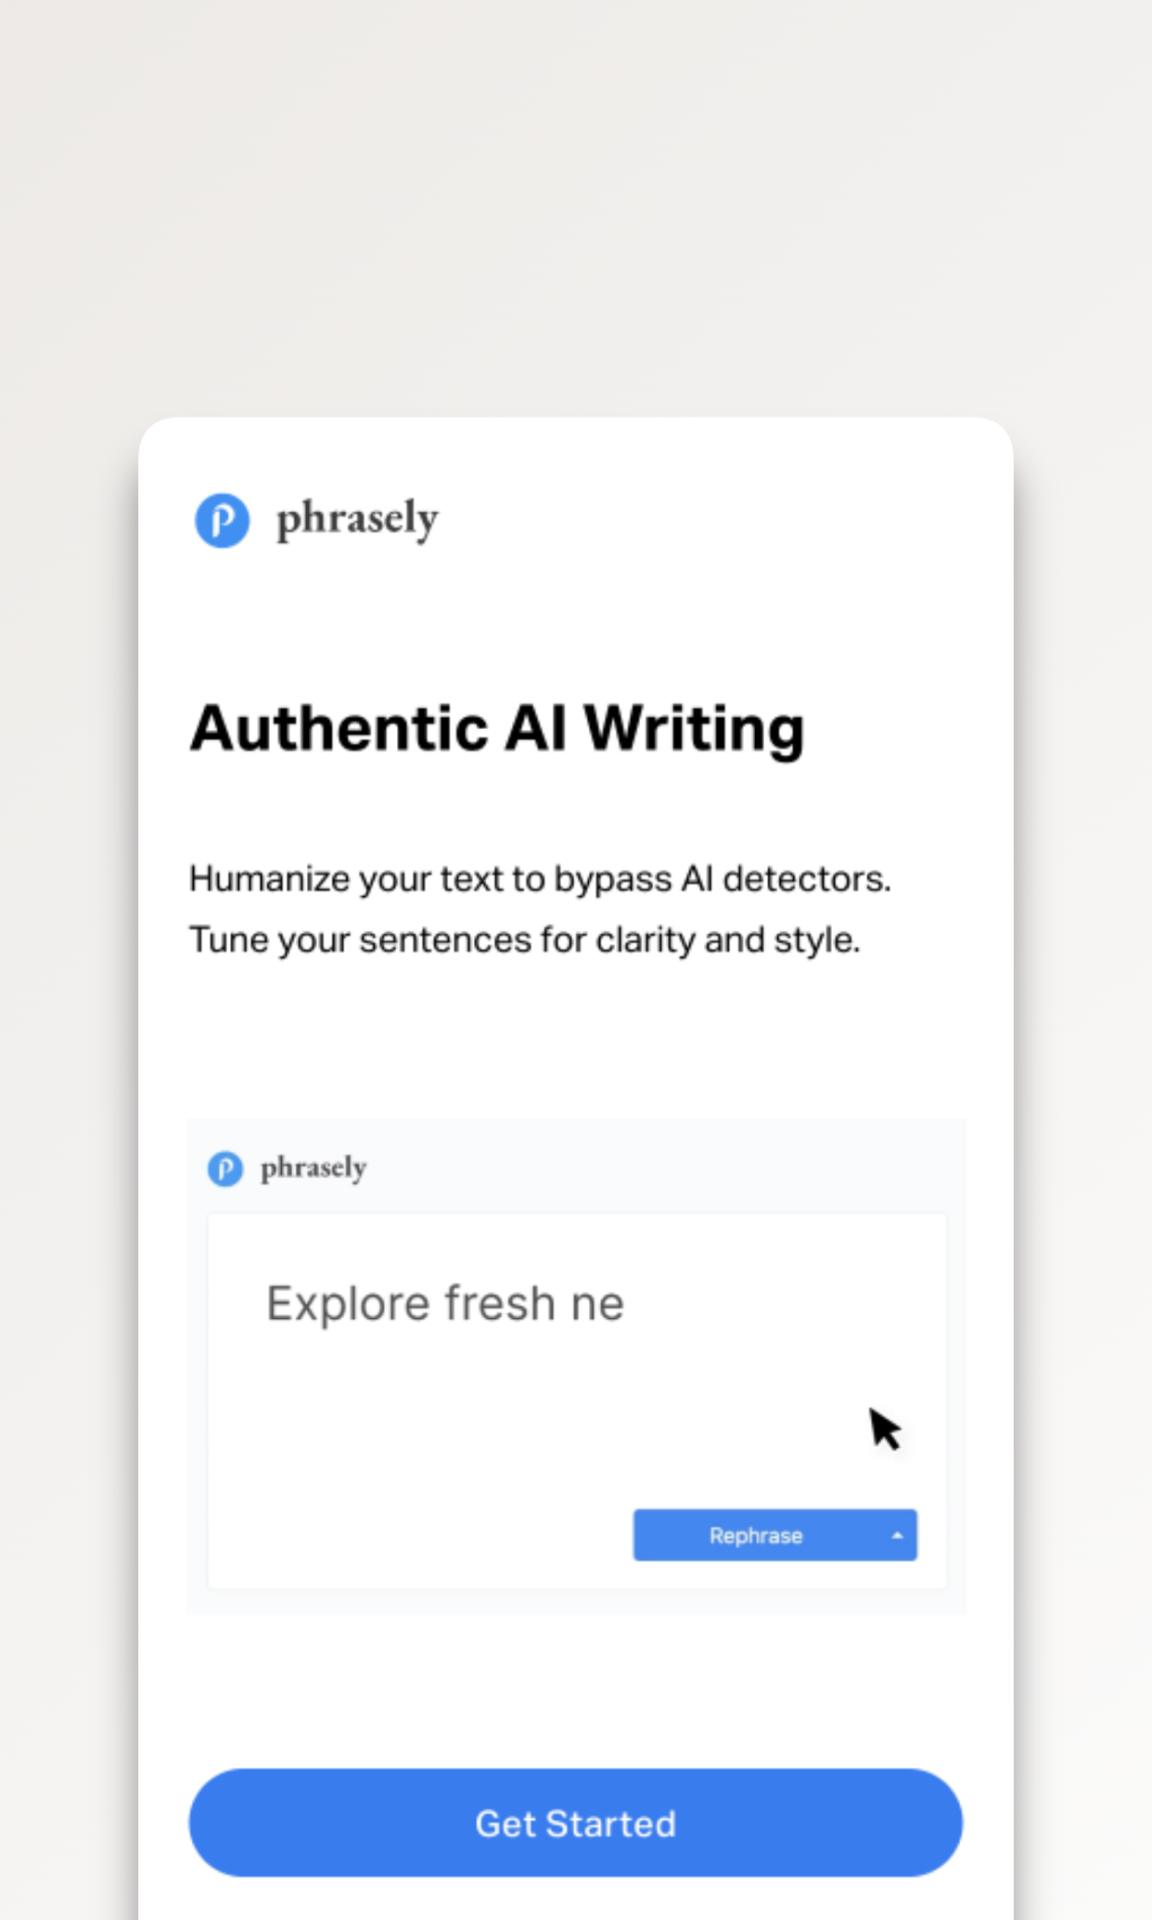 phrasely
Authentic AI Writing
Humanize your text to bypass AI detectors.
Tune your sentences for clarity and style.
phrasely
Explore fresh ne
Rephrase
Get Started